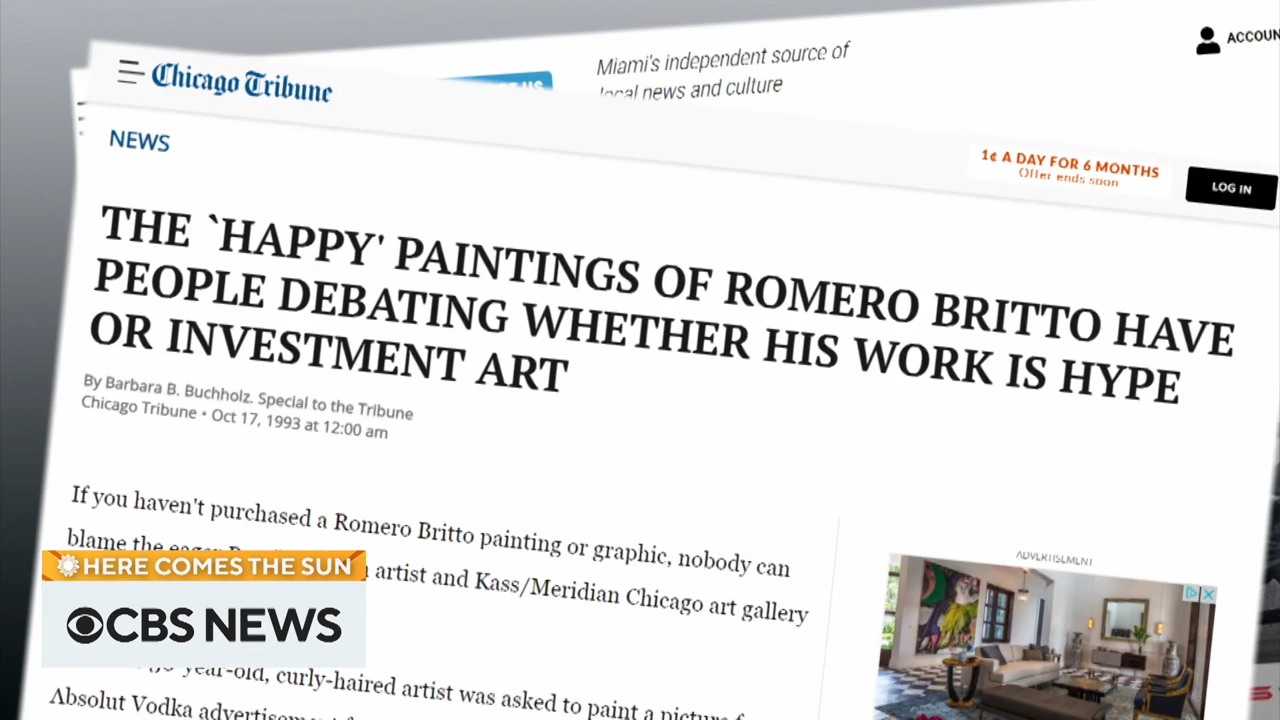 Miami's independent source of
local news and culture
ACCOUN
US
Chicago Tribune
NEWS
1¢ A DAY FOR 6 MONTHS
Offer ends soon
LOG IN
THE `HAPPY' PAINTINGS OF ROMERO BRITTO HAVE
PEOPLE DEBATING WHETHER HIS WORK IS HYPE
OR INVESTMENT ART
By Barbara B. Buchholz. Special to the Tribune
Chicago Tribune • Oct 17, 1993 at 12:00 am
If you haven't purchased a Romero Britto painting or graphic, nobody can
blame the eager
artist and Kass/Meridian Chicago art gallery
year-old, curly-haired artist was asked to paint a picture
Absolut Vodka
ADVERTISEMENT
HERE COMES THE SUN
CBS NEWS